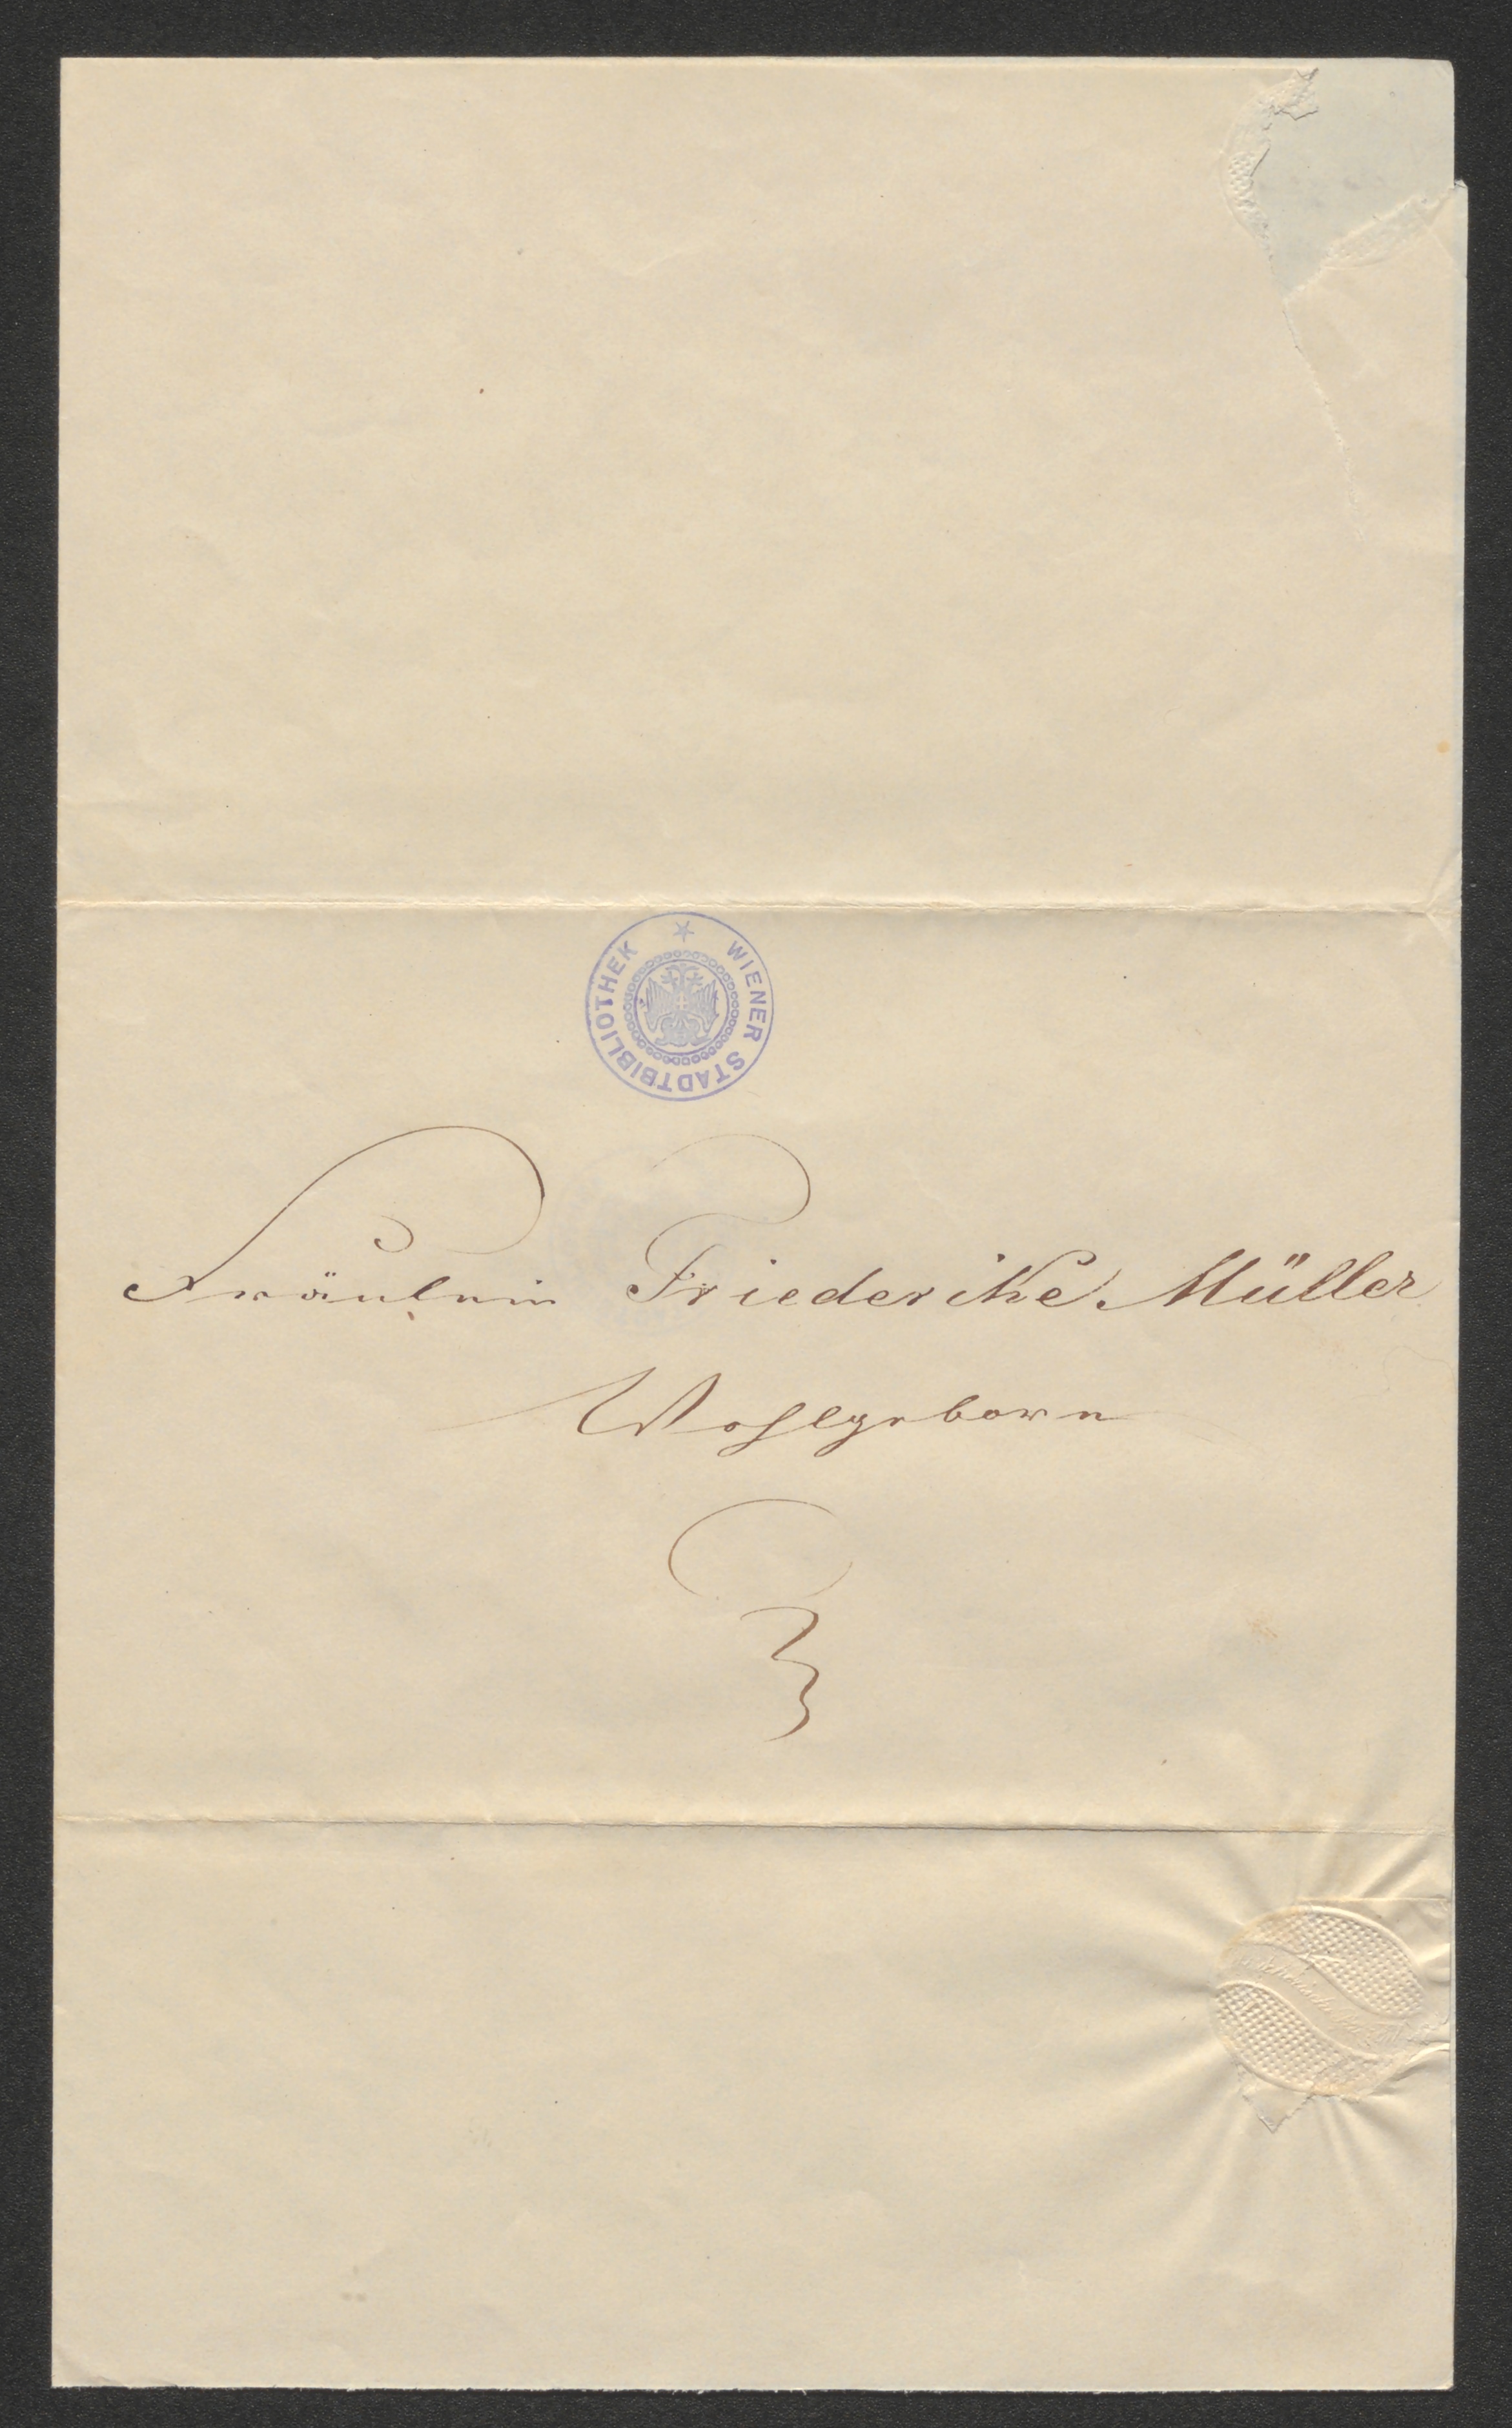 WIENER STADTBIBLIOTHEK
Fräulein Friederike Müller
Wohlgeborn